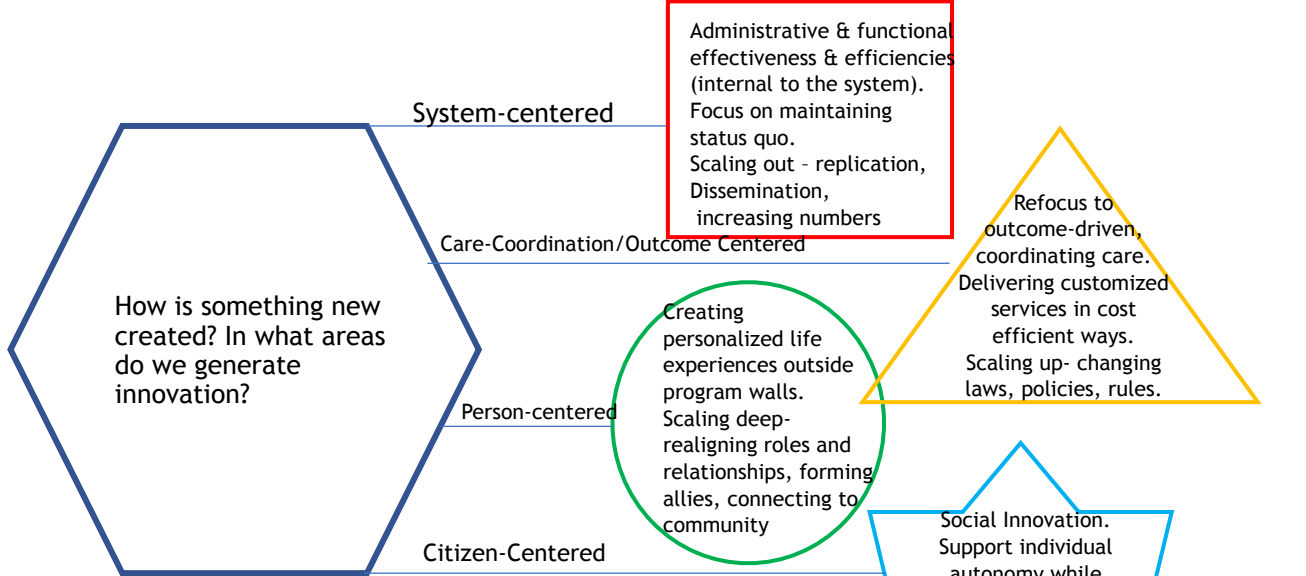 How is something new
created? In what areas
do we generate
innovation?
System-centered
Administrative & functional
effectiveness & efficiencies
(internal to the system).
Focus on maintaining
status quo.
Scaling out – replication,
Dissemination,
increasing numbers
Care-Coordination/Outcome Centered
Refocus to
outcome-driven,
coordinating care.
Delivering customized
services in cost
efficient ways.
Scaling up- changing
laws, policies, rules.
Person-centered
Creating
personalized life
experiences outside
program walls.
Scaling deep-
realigning roles and
relationships, forming
allies, connecting to
community
Citizen-Centered
Social Innovation.
Support individual
autonomy while